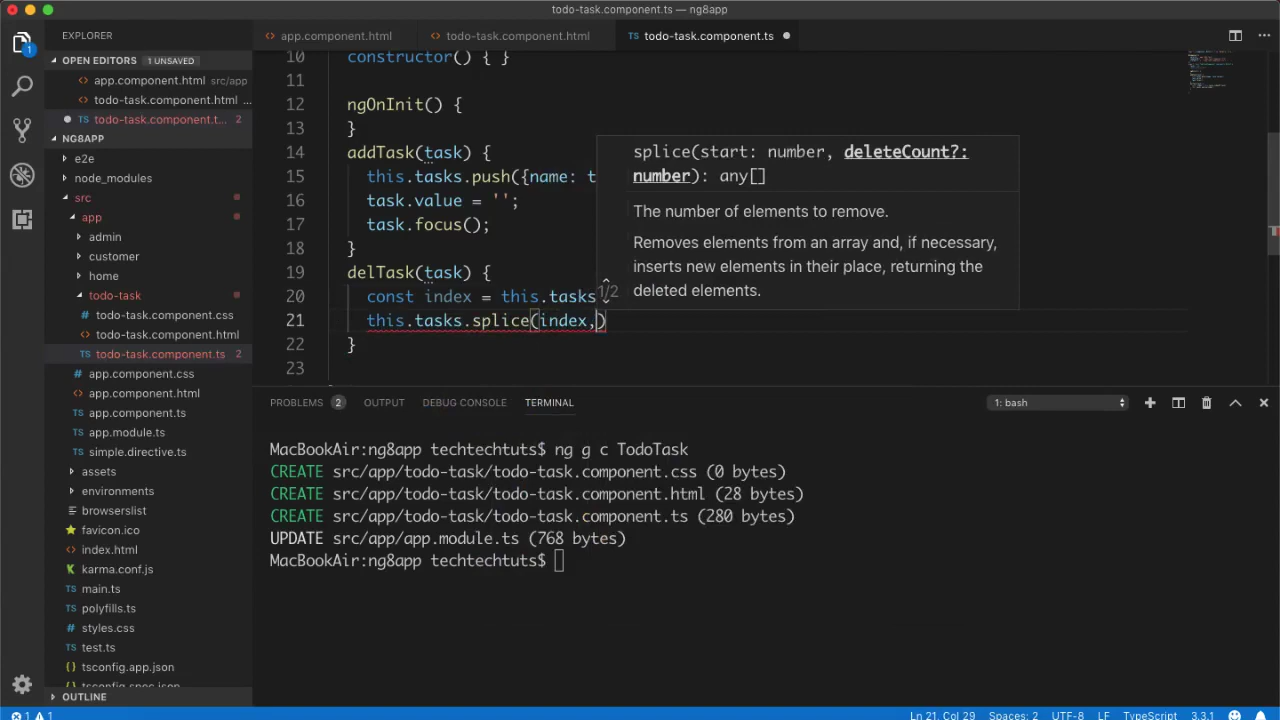 todo-task.component.ts — ng8app
EXPLORER
app.component.html
todo-task.component.html
TS todo-task.component.ts
OPEN EDITORS 1 UNSAVED
app.component.html src/app
todo-task.component.html ...
todo-task.component.t... 2
NG8APP
e2e
node_modules
src
app
admin
customer
home
todo-task
todo-task.component.css
todo-task.component.html
TS todo-task.component.ts 2
app.component.css
app.component.html
TS app.component.ts
TS app.module.ts
TS simple.directive.ts
assets
environments
browserslist
favicon.ico
index.html
karma.conf.js
TS main.ts
TS polyfills.ts
styles.css
TS test.ts
{} tsconfig.app.json
{} tsconfig.spec.json
OUTLINE
10 constructor() { }
11
12 ngOnInit() {
13 }
14 addTask(task) {
15 this.tasks.push({name: t
16 task.value = '';
17 task.focus();
18 }
19 delTask(task) {
20 const index = this.tasks
21 this.tasks.splice(index,)
22 }
23
1/2
splice(start: number, deleteCount?:
number): any[]
The number of elements to remove.
Removes elements from an array and, if necessary,
inserts new elements in their place, returning the
deleted elements.
PROBLEMS 2 OUTPUT DEBUG CONSOLE TERMINAL 1: bash
MacBookAir:ng8app techtechtuts$ ng g c TodoTask
CREATE src/app/todo-task/todo-task.component.css (0 bytes)
CREATE src/app/todo-task/todo-task.component.html (28 bytes)
CREATE src/app/todo-task/todo-task.component.ts (280 bytes)
UPDATE src/app/app.module.ts (768 bytes)
MacBookAir:ng8app techtechtuts$
1 1 Ln 21, Col 29 Spaces: 2 UTF-8 LF TypeScript 3.3.1